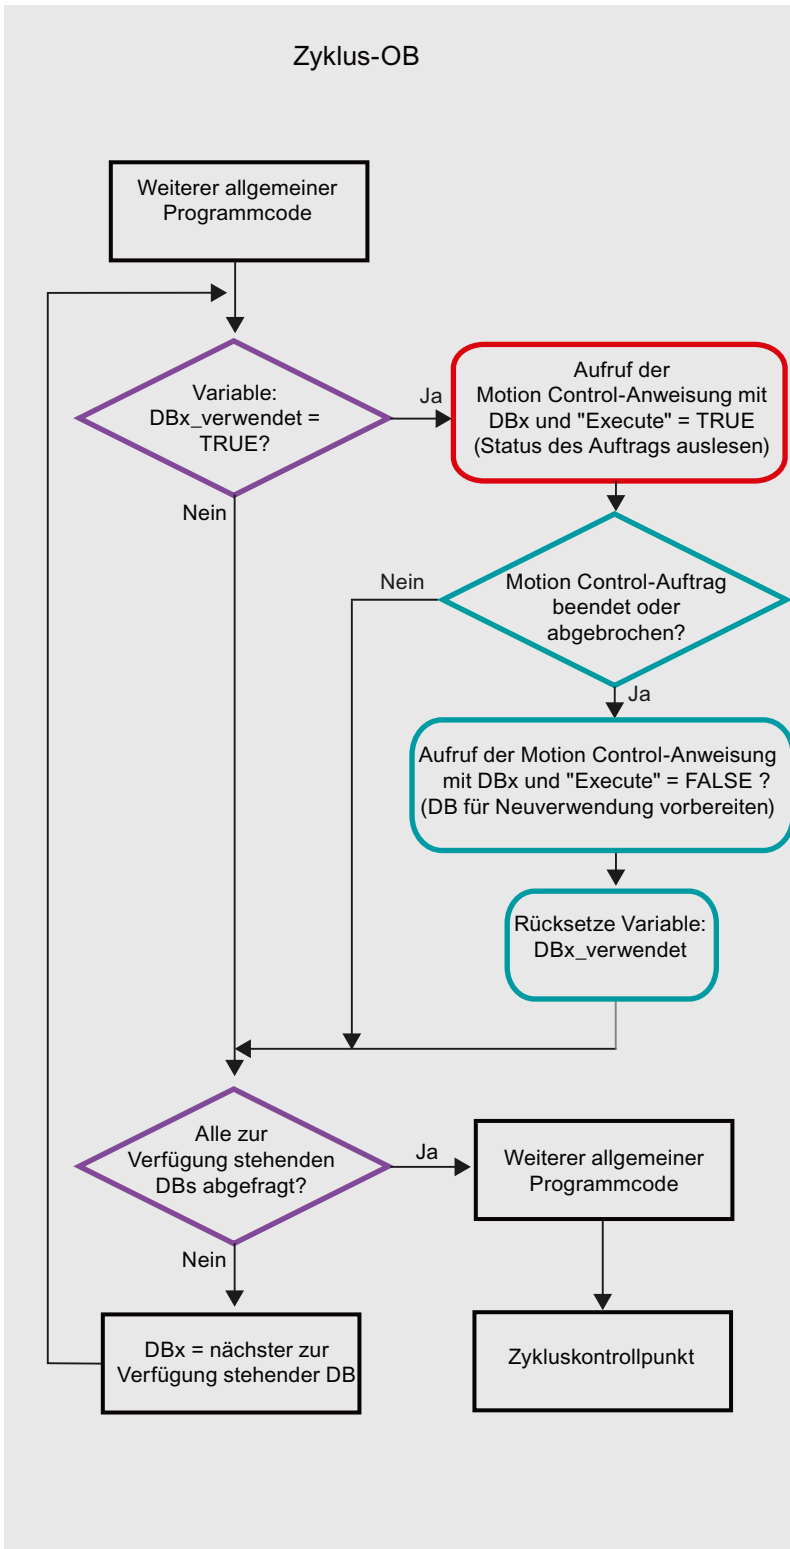 Zyklus-OB
Weiterer allgemeiner
Programmcode
Variable:
DBx_verwendet =
TRUE?
Ja
Nein
Aufruf der
Motion Control-Anweisung mit
DBx und "Execute" = TRUE
(Status des Auftrags auslesen)
Motion Control-Auftrag
beendet oder
abgebrochen?
Nein
Ja
Aufruf der Motion Control-Anweisung
mit DBx und "Execute" = FALSE ?
(DB für Neuverwendung vorbereiten)
Rücksetze Variable:
DBx_verwendet
Alle zur
Verfügung stehenden
DBs abgefragt?
Ja
Nein
Weiterer allgemeiner
Programmcode
DBx = nächster zur
Verfügung stehender DB
Zykluskontrollpunkt